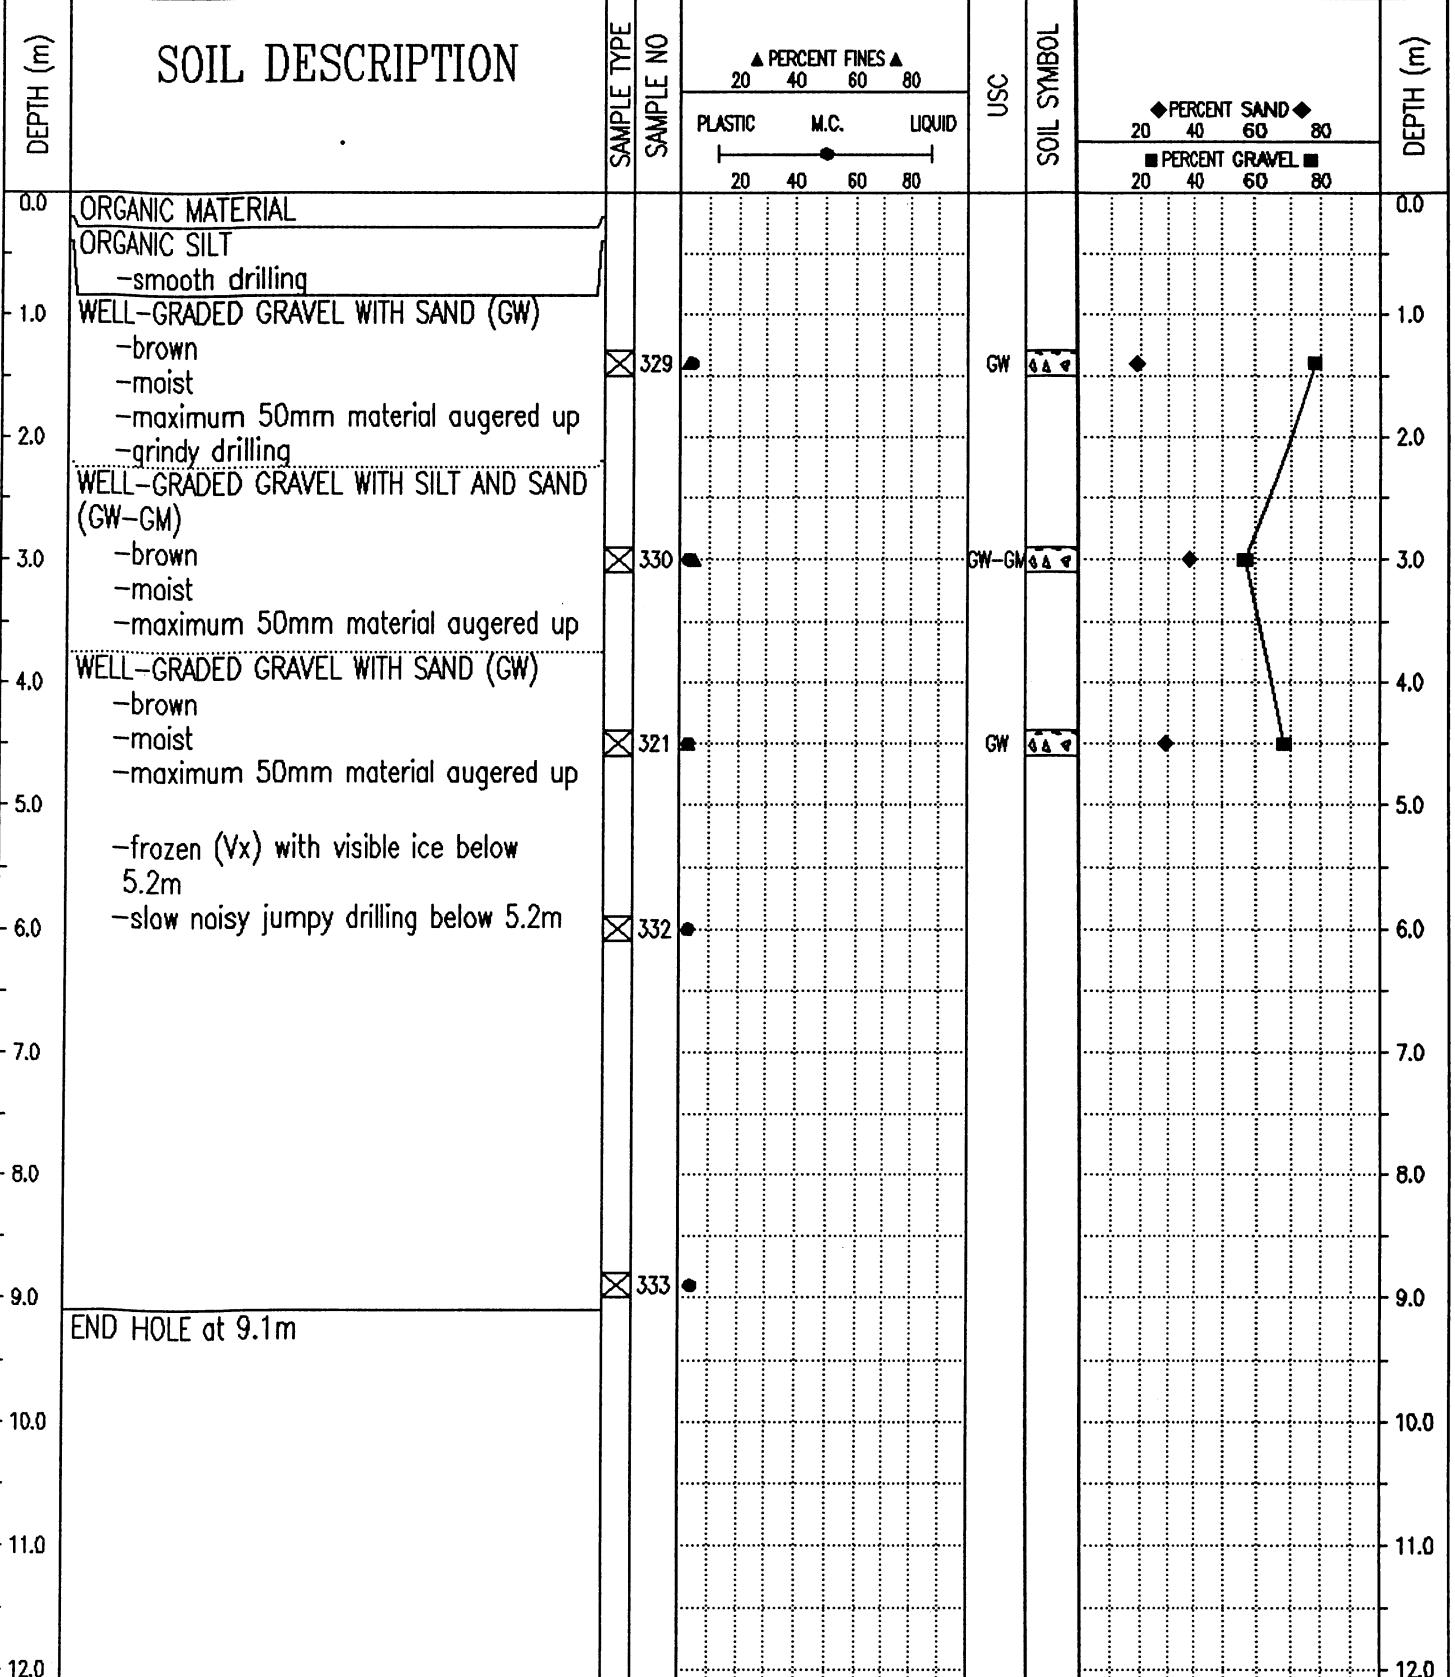 DEPTH (m)
SOIL DESCRIPTION
SAMPLE TYPE
SAMPLE NO
▲ PERCENT FINES ▲
20 40 60 80
PLASTIC M.C. LIQUID
20 40 60 80
USC
SOIL SYMBOL
◆PERCENT SAND◆
20 40 60 80
■PERCENT GRAVEL■
20 40 60 80
DEPTH (m)
0.0 ORGANIC MATERIAL 0.0
ORGANIC SILT
-smooth drilling
1.0 WELL-GRADED GRAVEL WITH SAND (GW) 1.0
-brown
329 GW
-moist
-maximum 50mm material augered up
2.0 2.0
-grindy drilling
WELL-GRADED GRAVEL WITH SILT AND SAND
(GW-GM)
3.0 -brown 330 GW-GM 3.0
-moist
-maximum 50mm material augered up
WELL-GRADED GRAVEL WITH SAND (GW)
4.0 4.0
-brown
-moist 321 GW
-maximum 50mm material augered up
5.0 5.0
-frozen (Vx) with visible ice below
5.2m
-slow noisy jumpy drilling below 5.2m
6.0 332 6.0
7.0 7.0
8.0 8.0
333
9.0 9.0
END HOLE at 9.1m
10.0 10.0
11.0 11.0
12.0 12.0